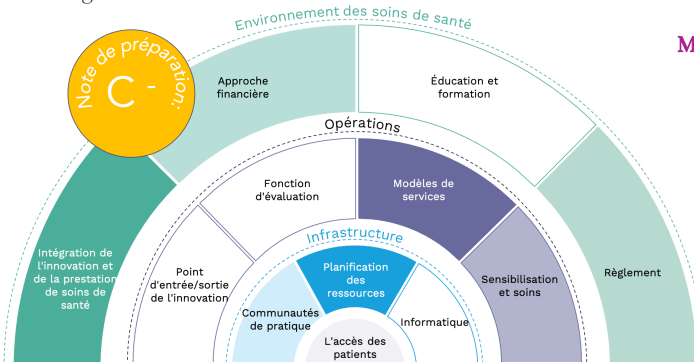 Environnement des soins de santé
M
Note de préparation:
C -
Approche
financière
Éducation et
formation
Opérations
Fonction
d'évaluation
Modèles de
services
Intégration de
l'innovation et
de la prestation
de soins de
santé
Point
d'entrée/sortie
de l'innovation
Infrastructure
Planification
des
ressources
Sensibilisation
et soins
Règlement
Communautés
de pratique
Informatique
L'accès des
patients